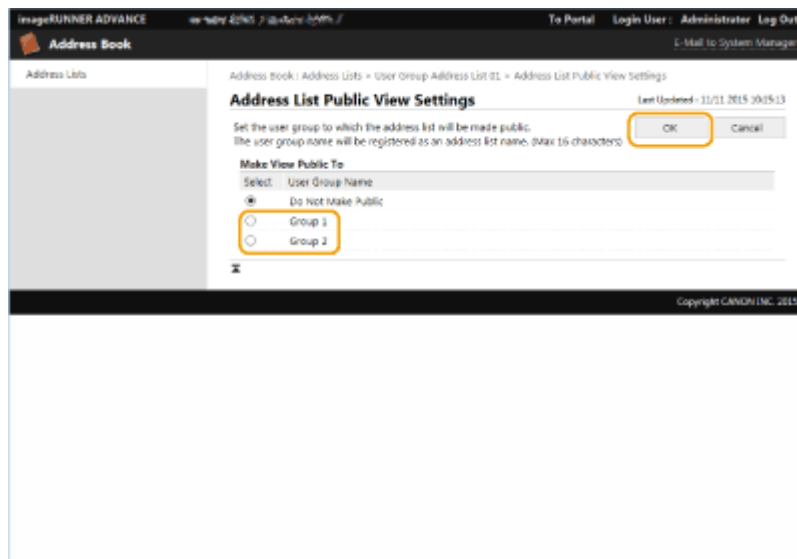 imageRUNNER ADVANCE To Portal Login User: Administrator Log Out
Address Book E-Mail to System Manager
Address Lists
Address Book : Address Lists > User Group Address List 01 > Address List Public View Settings
Address List Public View Settings Last Updated : 11/11 2015 10:15:13
Set the user group to which the address list will be made public.
The user group name will be registered as an address list name. (Max 16 characters)
OK Cancel
Make View Public To
Select User Group Name
Do Not Make Public
Group 1
Group 2
Copyright CANON INC. 2015